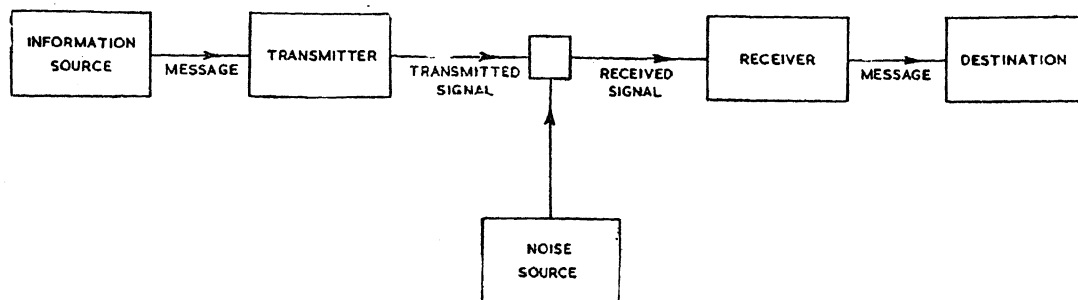 INFORMATION
SOURCE
MESSAGE
TRANSMITTER
TRANSMITTED
SIGNAL
RECEIVED
SIGNAL
RECEIVER
MESSAGE
DESTINATION
NOISE
SOURCE